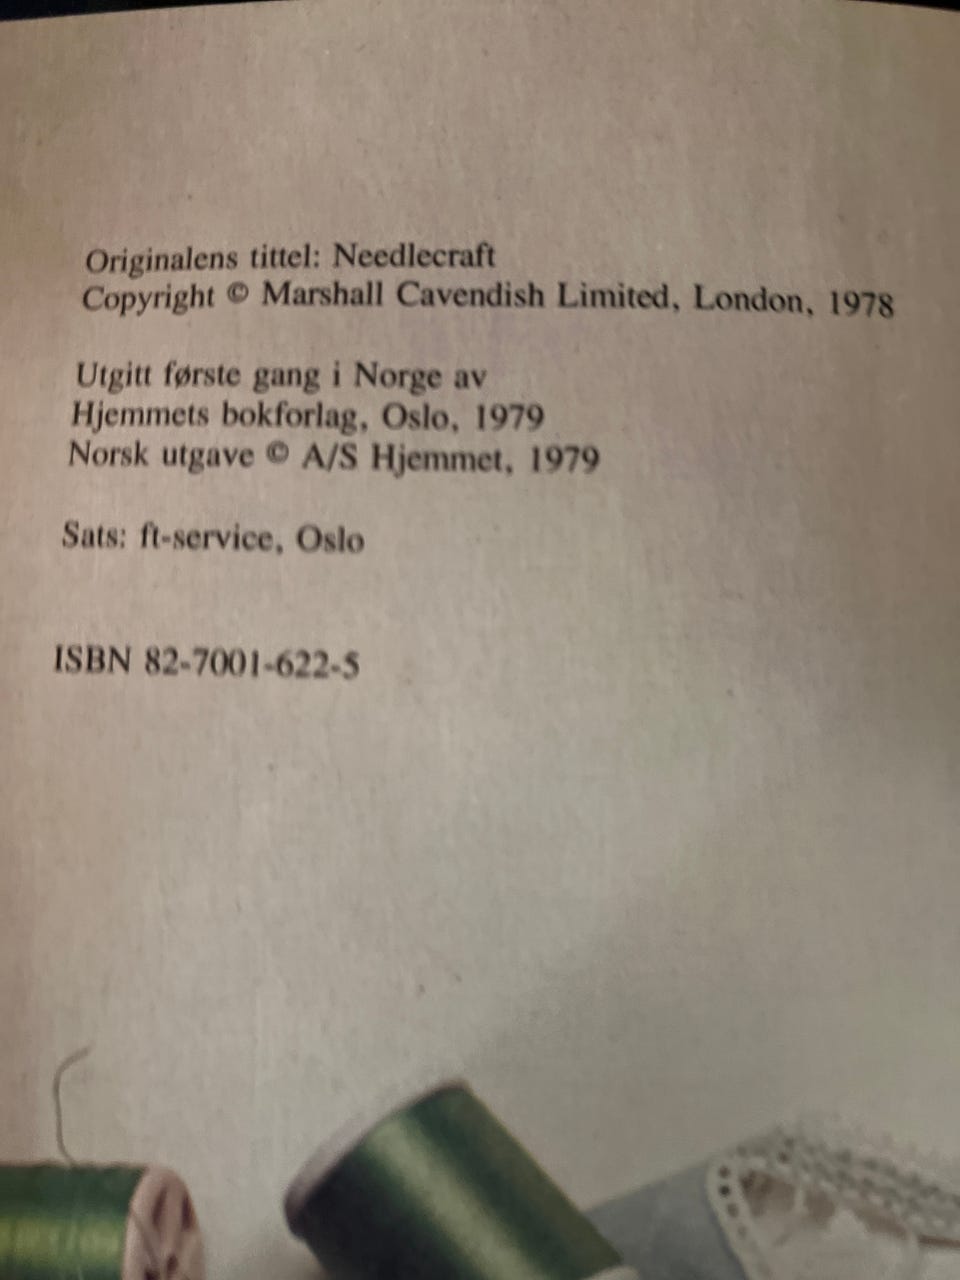 Originalens tittel: Needlecraft
Copyright © Marshall Cavendish Limited, London, 1978
Utgitt første gang i Norge av
Hjemmets bokforlag, Oslo, 1979
Norsk utgave © A/S Hjemmet, 1979
Sats: ft-service, Oslo
ISBN 82-7001-622-5